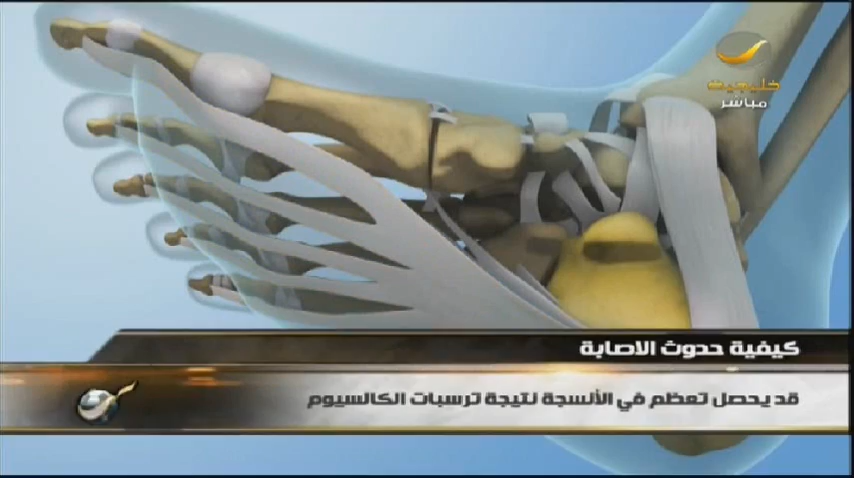 خليجية
مباشر
كيفية حدوث الاصابة
قد يحصل تعظم في الأنسجة نتيجة ترسبات الكالسيوم